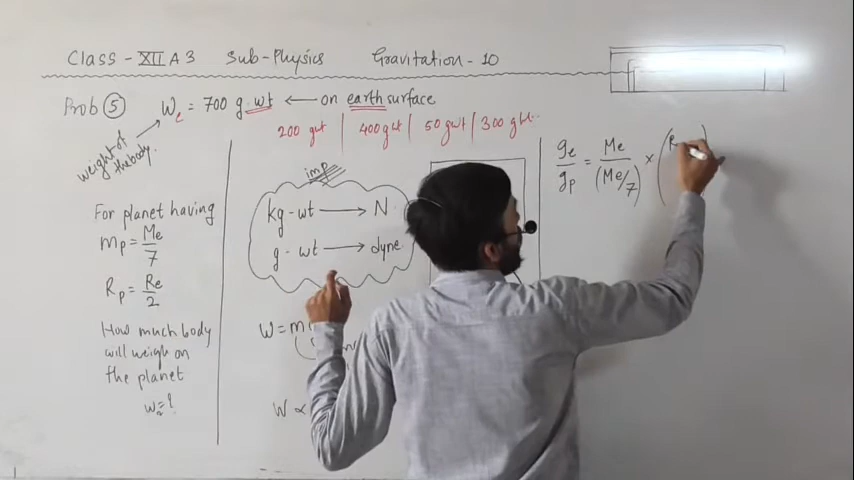 Class - XII A 3 Sub-Physics Gravitation - 10
Prob 5 We = 700 g.wt ← on earth surface
weight of
the body.
200 gwt | 400 gwt | 50 gwt | 300 gwt
For planet having
mp = Me/7
Rp = Re/2
How much body
will weigh on
the planet
imp
kg-wt → N
g-wt → dyne
W = m
W ∝
ge/gp = Me/(Me/7) × (R